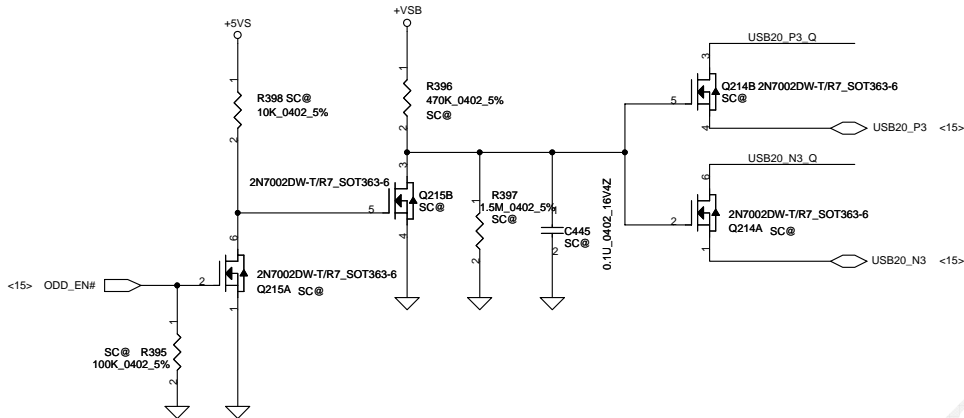 +5VS
+VSB
USB20_P3_Q
1
1
3
R398 SC@
10K_0402_5%
R396
470K_0402_5%
SC@
Q214B 2N7002DW-T/R7_SOT363-6
SC@
5
2
2
4
USB20_P3 <15>
3
USB20_N3_Q
2N7002DW-T/R7_SOT363-6
Q215B
SC@
5
4
1
R397
1.5M_0402_5%
SC@
2
1
C445
SC@
2
0.1U_0402_16V4Z
6
2
2N7002DW-T/R7_SOT363-6
Q214A SC@
1
USB20_N3 <15>
6
<15> ODD_EN#
2
2N7002DW-T/R7_SOT363-6
Q215A SC@
1
1
SC@ R395
100K_0402_5%
2